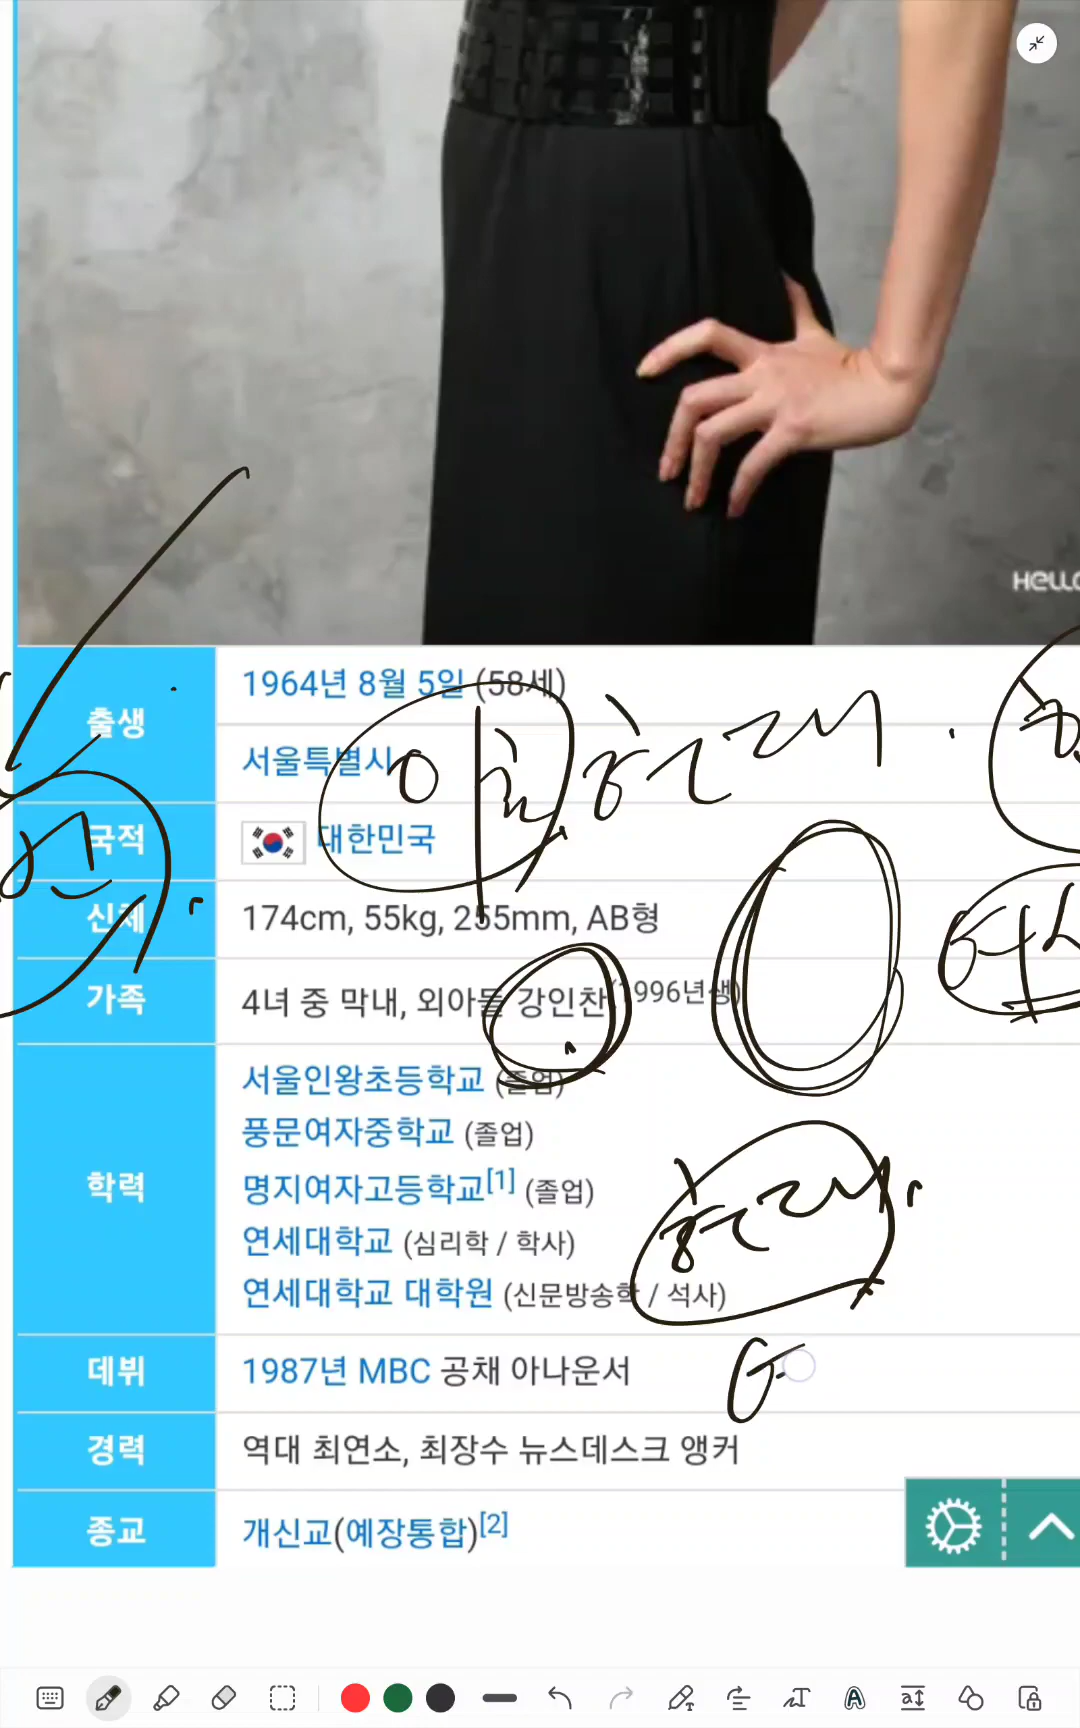 HELLO
출생
1964년 8월 5일 (58세)
서울특별시
국적
대한민국
신체
174cm, 55kg, 255mm, AB형
가족
4녀 중 막내, 외아들 강인찬(1996년생)
학력
서울인왕초등학교 (졸업)
풍문여자중학교 (졸업)
명지여자고등학교[1] (졸업)
연세대학교 (심리학 / 학사)
연세대학교 대학원 (신문방송학 / 석사)
데뷔
1987년 MBC 공채 아나운서
경력
역대 최연소, 최장수 뉴스데스크 앵커
종교
개신교(예장통합)[2]